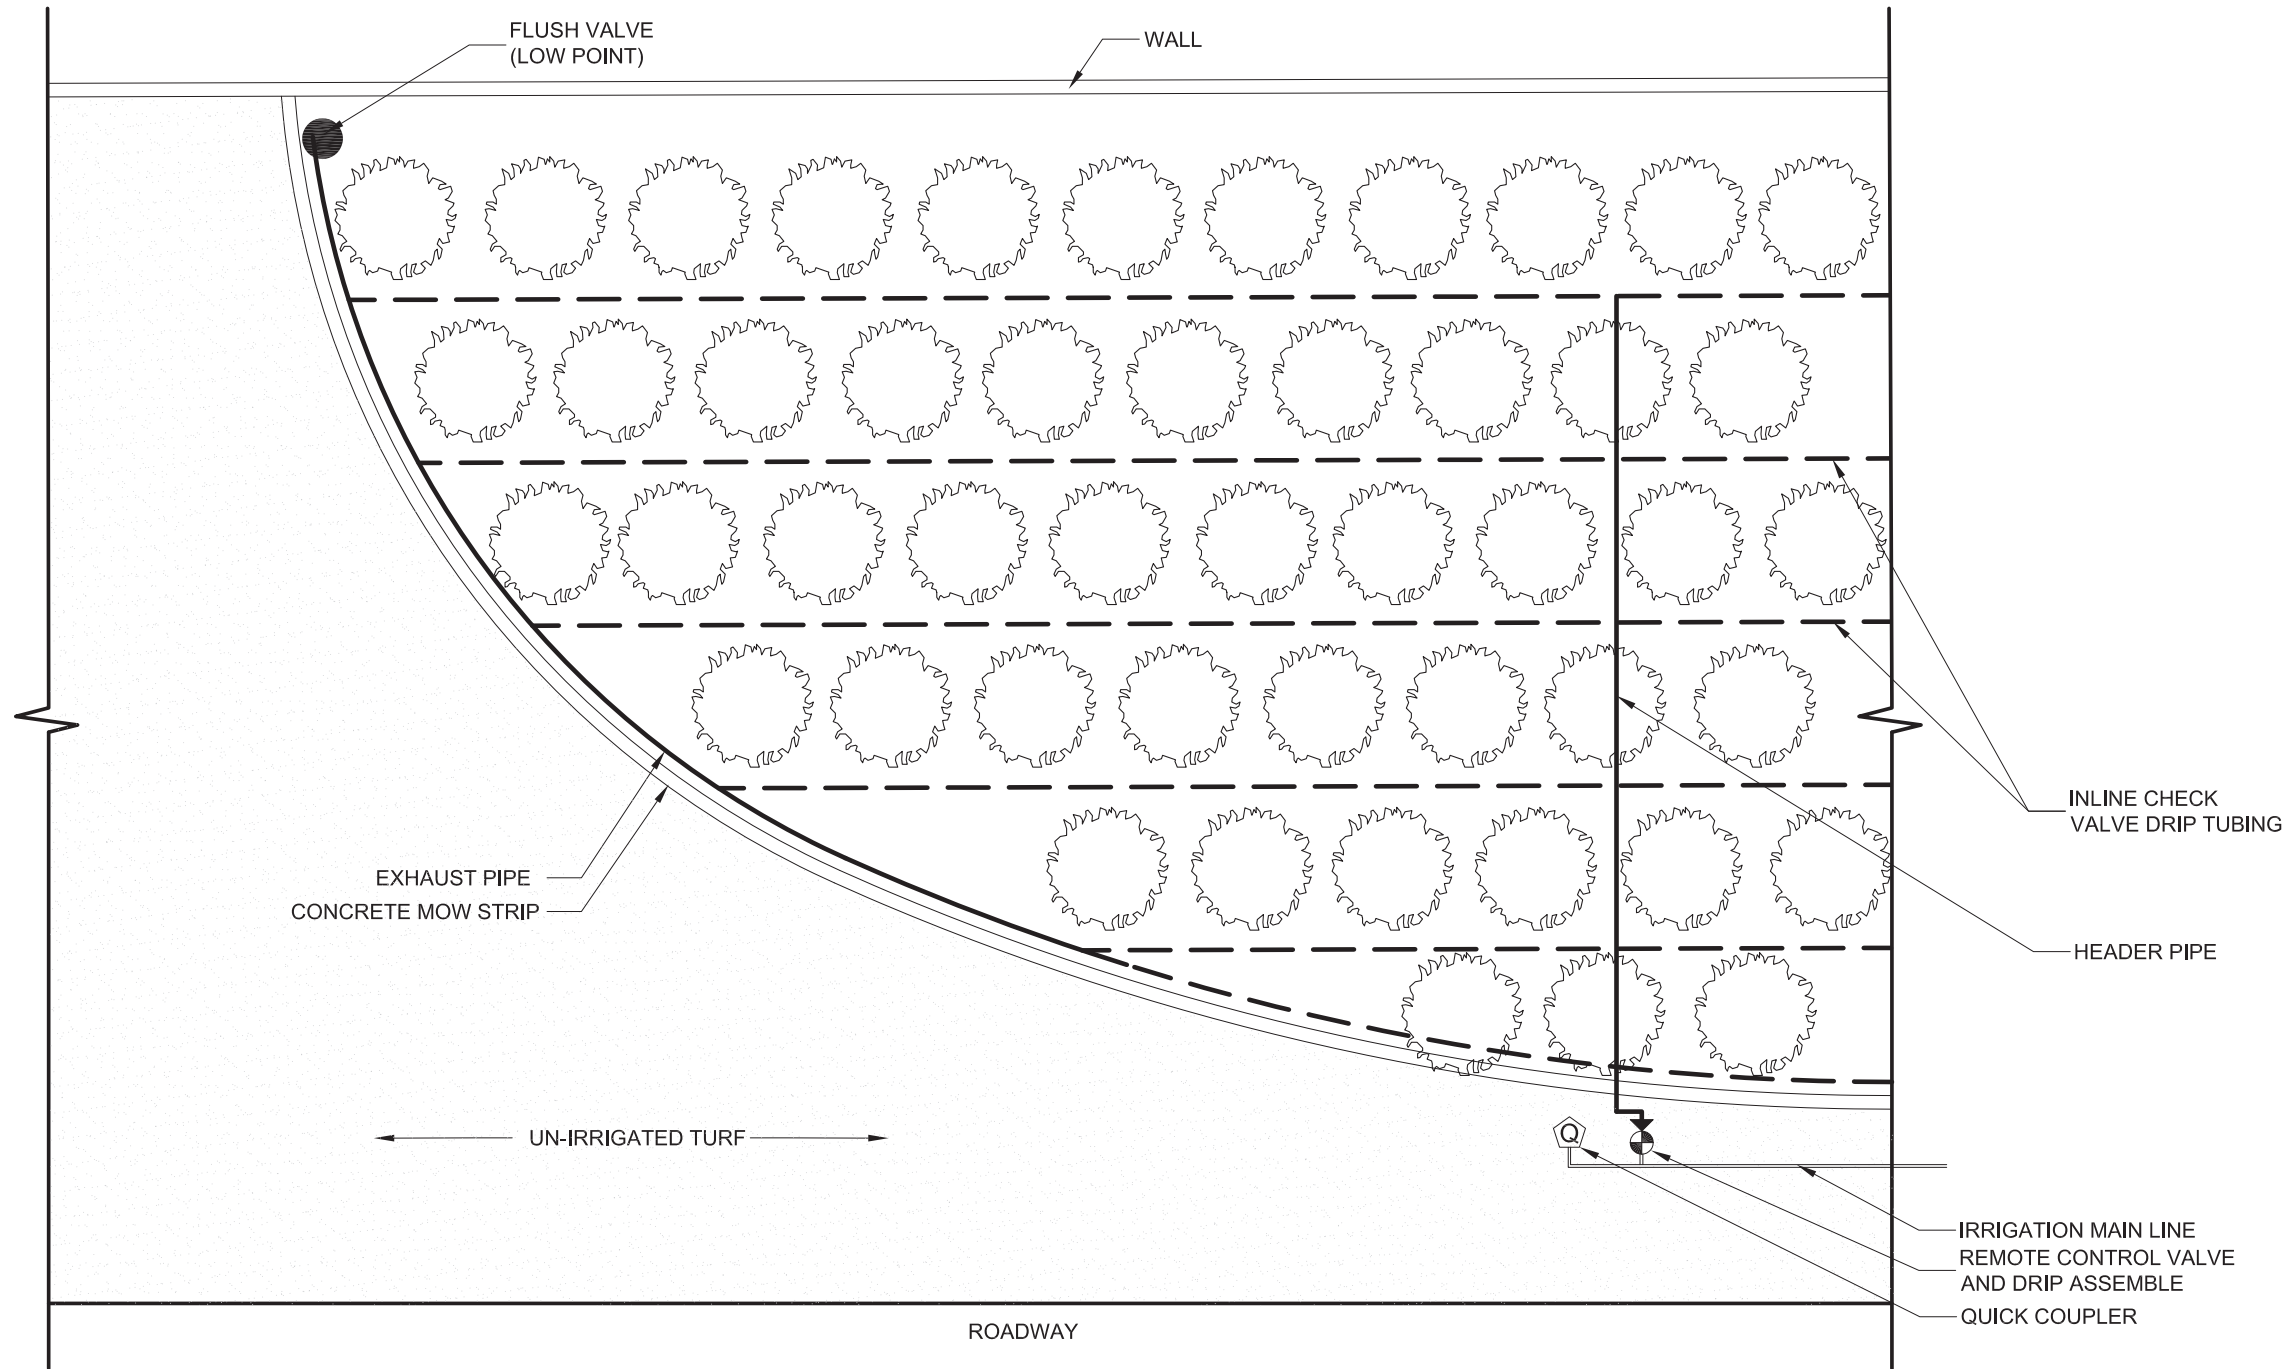 FLUSH VALVE
(LOW POINT)
WALL
INLINE CHECK
VALVE DRIP TUBING
EXHAUST PIPE
CONCRETE MOW STRIP
HEADER PIPE
UN-IRRIGATED TURF
Q
IRRIGATION MAIN LINE
REMOTE CONTROL VALVE
AND DRIP ASSEMBLE
QUICK COUPLER
ROADWAY